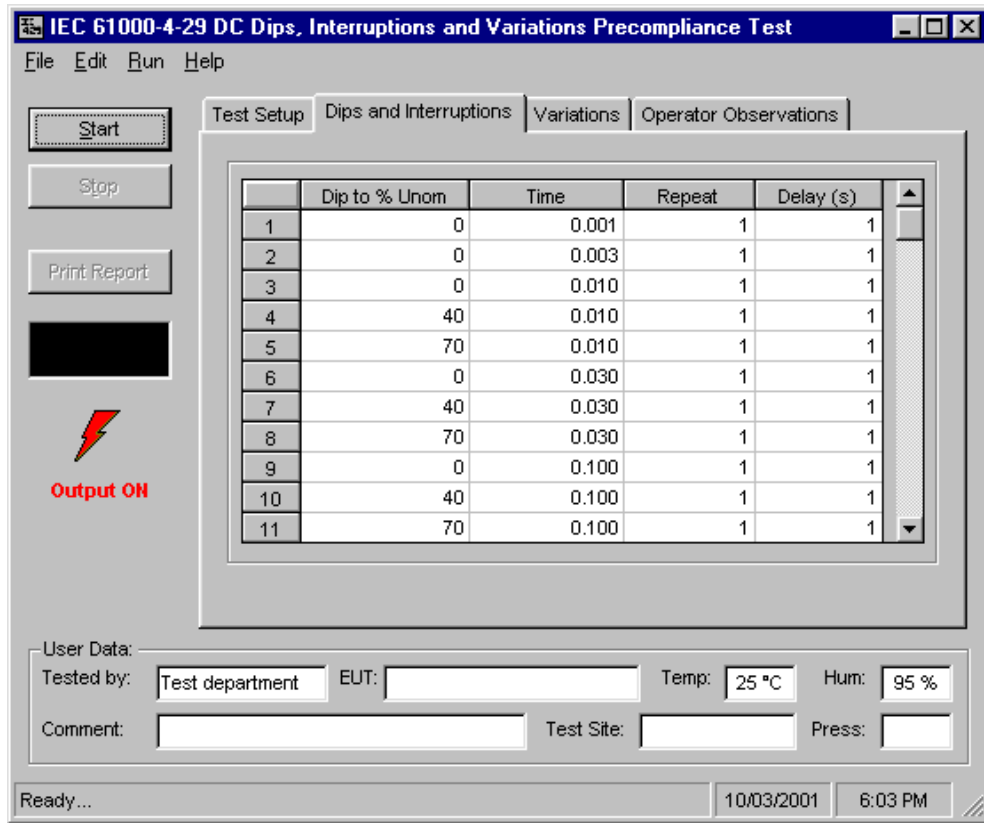 IEC 61000-4-29 DC Dips, Interruptions and Variations Precompliance Test
File Edit Run Help
Start
Stop
Print Report
Output ON
Test Setup Dips and Interruptions Variations Operator Observations
Dip to % Unom Time Repeat Delay (s)
1 0 0.001 1 1
2 0 0.003 1 1
3 0 0.010 1 1
4 40 0.010 1 1
5 70 0.010 1 1
6 0 0.030 1 1
7 40 0.030 1 1
8 70 0.030 1 1
9 0 0.100 1 1
10 40 0.100 1 1
11 70 0.100 1 1
User Data:
Tested by: Test department EUT: Temp: 25 °C Hum: 95 %
Comment: Test Site: Press:
Ready... 10/03/2001 6:03 PM